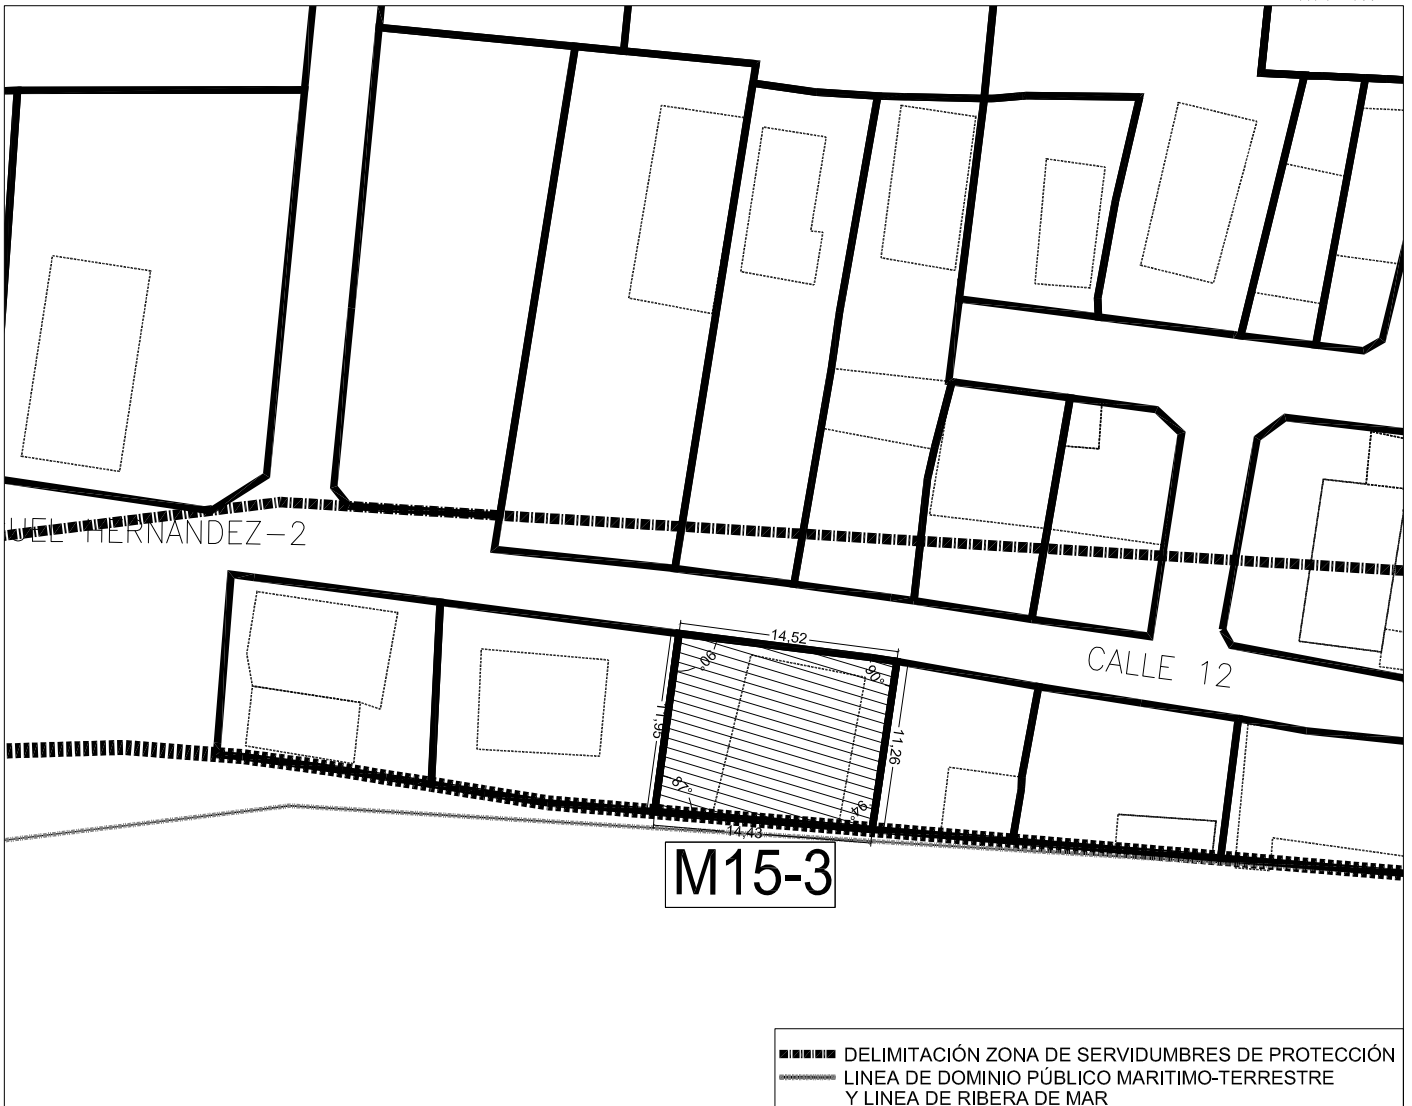 HERNANDEZ-2
14,52
90°
90°
CALLE 12
11,95
11,26
87°
94°
14,43
M15-3
DELIMITACIÓN ZONA DE SERVIDUMBRES DE PROTECCIÓN
LINEA DE DOMINIO PÚBLICO MARITIMO-TERRESTRE
Y LINEA DE RIBERA DE MAR